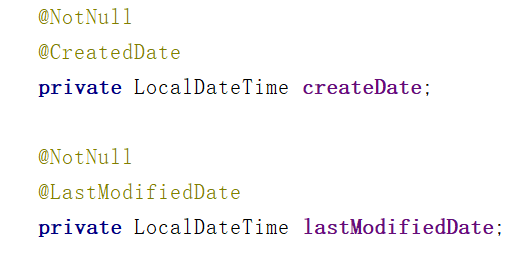 @NotNull
@CreatedDate
private LocalDateTime createDate;
@NotNull
@LastModifiedDate
private LocalDateTime lastModifiedDate;